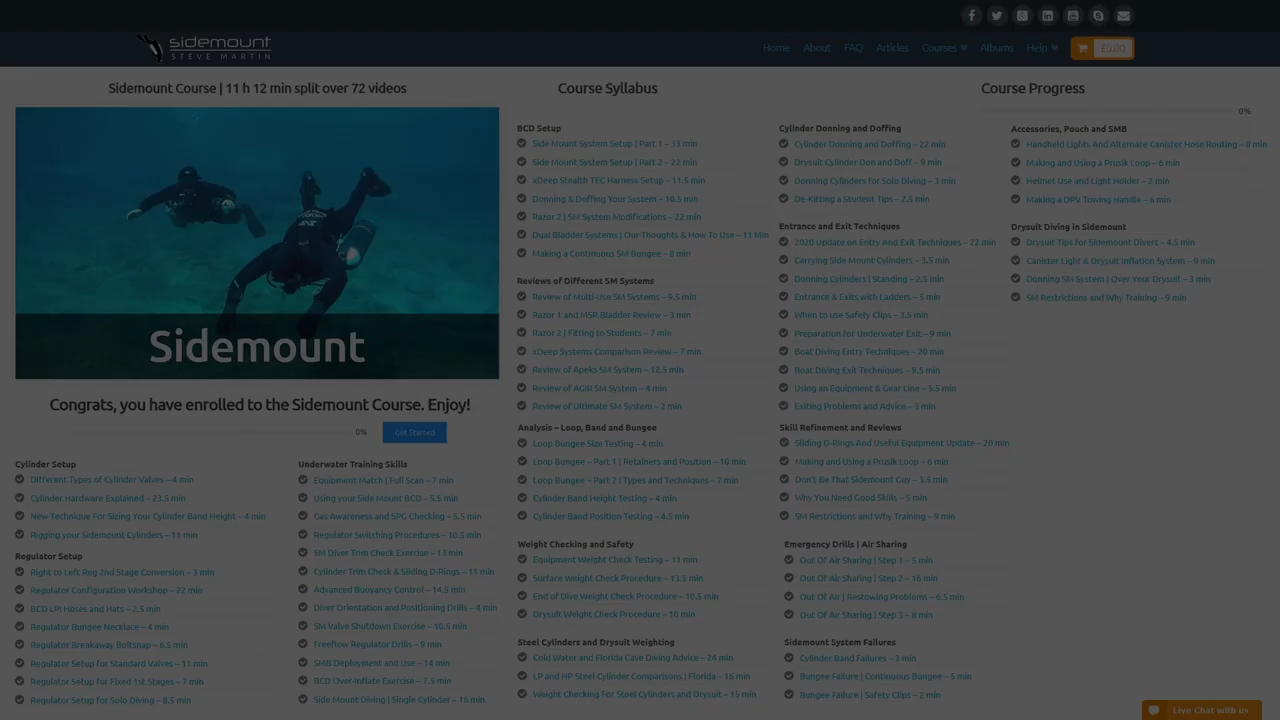 sidemount
STEVE MARTIN
Home About FAQ Articles Courses Albums Help £0.00
Sidemount Course | 11 h 12 min split over 72 videos
Sidemount
Congrats, you have enrolled to the Sidemount Course. Enjoy!
0% Get Started
Cylinder Setup
Different Types of Cylinder Valves – 4 min
Cylinder Hardware Explained – 23.5 min
New Technique For Sizing Your Cylinder Band Height – 4 min
Rigging your Sidemount Cylinders – 11 min
Regulator Setup
Right to Left Reg 2nd Stage Conversion – 3 min
Regulator Configuration Workshop – 22 min
BCD LPI Hoses and Hats – 2.5 min
Regulator Bungee Necklace – 4 min
Regulator Breakaway Boltsnap – 6.5 min
Regulator Setup for Standard Valves – 11 min
Regulator Setup for Fixed 1st Stages – 7 min
Regulator Setup for Solo Diving – 8.5 min
Underwater Training Skills
Equipment Match | Full Scan – 7 min
Using your Side Mount BCD – 5.5 min
Gas Awareness and SPG Checking – 5.5 min
Regulator Switching Procedures – 10.5 min
SM Diver Trim Check Exercise – 13 min
Cylinder Trim Check & Sliding D-Rings – 11 min
Advanced Buoyancy Control – 14.5 min
Diver Orientation and Positioning Drills – 4 min
SM Valve Shutdown Exercise – 10.5 min
Freeflow Regulator Drills – 9 min
SMB Deployment and Use – 14 min
BCD Over-Inflate Exercise – 7.5 min
Side Mount Diving | Single Cylinder – 16 min
Course Syllabus
BCD Setup
Side Mount System Setup | Part 1 – 33 min
Side Mount System Setup | Part 2 – 22 min
xDeep Stealth TEC Harness Setup – 11.5 min
Donning & Doffing Your System – 10.5 min
Razor 2 | SM System Modifications – 22 min
Dual Bladder Systems | Our Thoughts & How To Use – 11 Min
Making a Continuous SM Bungee – 8 min
Reviews of Different SM Systems
Review of Multi-Use SM Systems – 9.5 min
Razor 1 and MSR Bladder Review – 3 min
Razor 2 | Fitting to Students – 7 min
xDeep Systems Comparison Review – 7 min
Review of Apeks SM System – 12.5 min
Review of AGIR SM System – 4 min
Review of Ultimate SM System – 2 min
Analysis – Loop, Band and Bungee
Loop Bungee Size Testing – 4 min
Loop Bungee – Part 1 | Retainers and Position – 10 min
Loop Bungee – Part 2 | Types and Techniques – 7 min
Cylinder Band Height Testing – 4 min
Cylinder Band Position Testing – 4.5 min
Weight Checking and Safety
Equipment Weight Check Testing – 11 min
Surface Weight Check Procedure – 13.5 min
End of Dive Weight Check Procedure – 10.5 min
Drysuit Weight Check Procedure – 10 min
Steel Cylinders and Drysuit Weighting
Cold Water and Florida Cave Diving Advice – 24 min
LP and HP Steel Cylinder Comparisons | Florida – 16 min
Weight Checking For Steel Cylinders and Drysuit – 15 min
Cylinder Donning and Doffing
Cylinder Donning and Doffing – 22 min
Drysuit Cylinder Don and Doff – 9 min
Donning Cylinders for Solo Diving – 3 min
De-Kitting a Student Tips – 2.5 min
Entrance and Exit Techniques
2020 Update on Entry And Exit Techniques – 22 min
Carrying Side Mount Cylinders – 3.5 min
Donning Cylinders | Standing – 2.5 min
Entrance & Exits with Ladders – 5 min
When to use Safety Clips – 3.5 min
Preparation for Underwater Exit – 9 min
Boat Diving Entry Techniques – 20 min
Boat Diving Exit Techniques – 9.5 min
Using an Equipment & Gear Line – 5.5 min
Exiting Problems and Advice – 3 min
Skill Refinement and Reviews
Sliding D-Rings And Useful Equipment Update – 20 min
Making and Using a Prusik Loop – 6 min
Don't Be That Sidemount Guy – 3.5 min
Why You Need Good Skills – 5 min
SM Restrictions and Why Training – 9 min
Emergency Drills | Air Sharing
Out Of Air Sharing | Step 1 – 5 min
Out Of Air Sharing | Step 2 – 16 min
Out Of Air | Restowing Problems – 6.5 min
Out Of Air Sharing | Step 3 – 8 min
Sidemount System Failures
Cylinder Band Failures – 3 min
Bungee Failure | Continuous Bungee – 5 min
Bungee Failure | Safety Clips – 2 min
Course Progress
0%
Accessories, Pouch and SMB
Handheld Lights And Alternate Canister Hose Routing – 8 min
Making and Using a Prusik Loop – 6 min
Helmet Use and Light Holder – 2 min
Making a DPV Towing Handle – 6 min
Drysuit Diving in Sidemount
Drysuit Tips for Sidemount Divers – 4.5 min
Canister Light & Drysuit Inflation System – 9 min
Donning SM System | Over Your Drysuit – 3 min
SM Restrictions and Why Training – 9 min
Live Chat with us